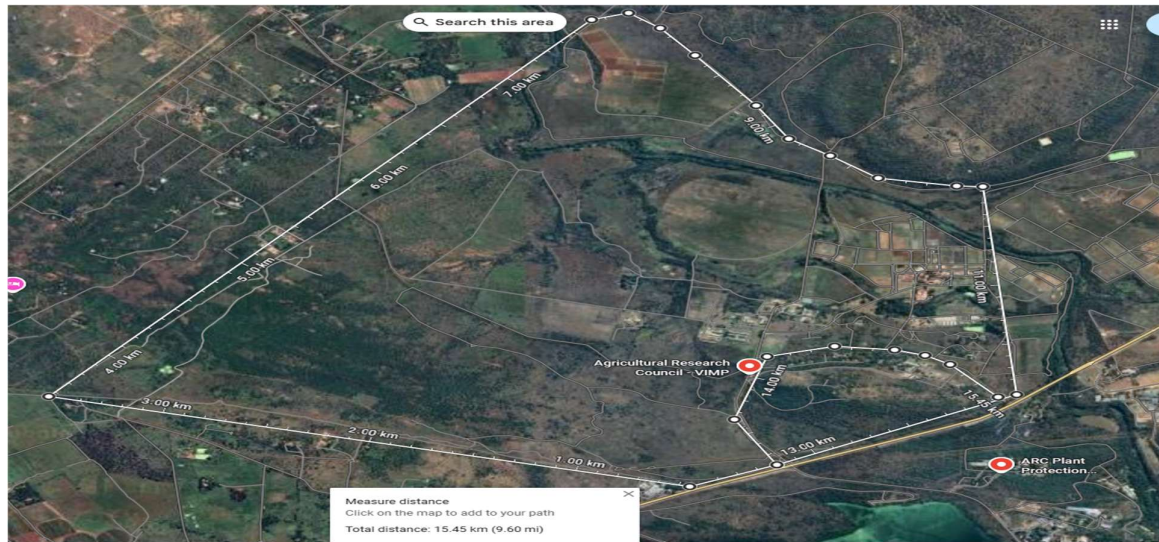 Search this area
7.00 km
9.00 km
6.00 km
5.00 km
11.00 km
4.00 km
Agricultural Research
Council - VIMP
14.00 km
15.45 km
3.00 km
2.00 km
1.00 km
13.00 km
ARC Plant
Protection...
Measure distance
Click on the map to add to your path
Total distance: 15.45 km (9.60 mi)